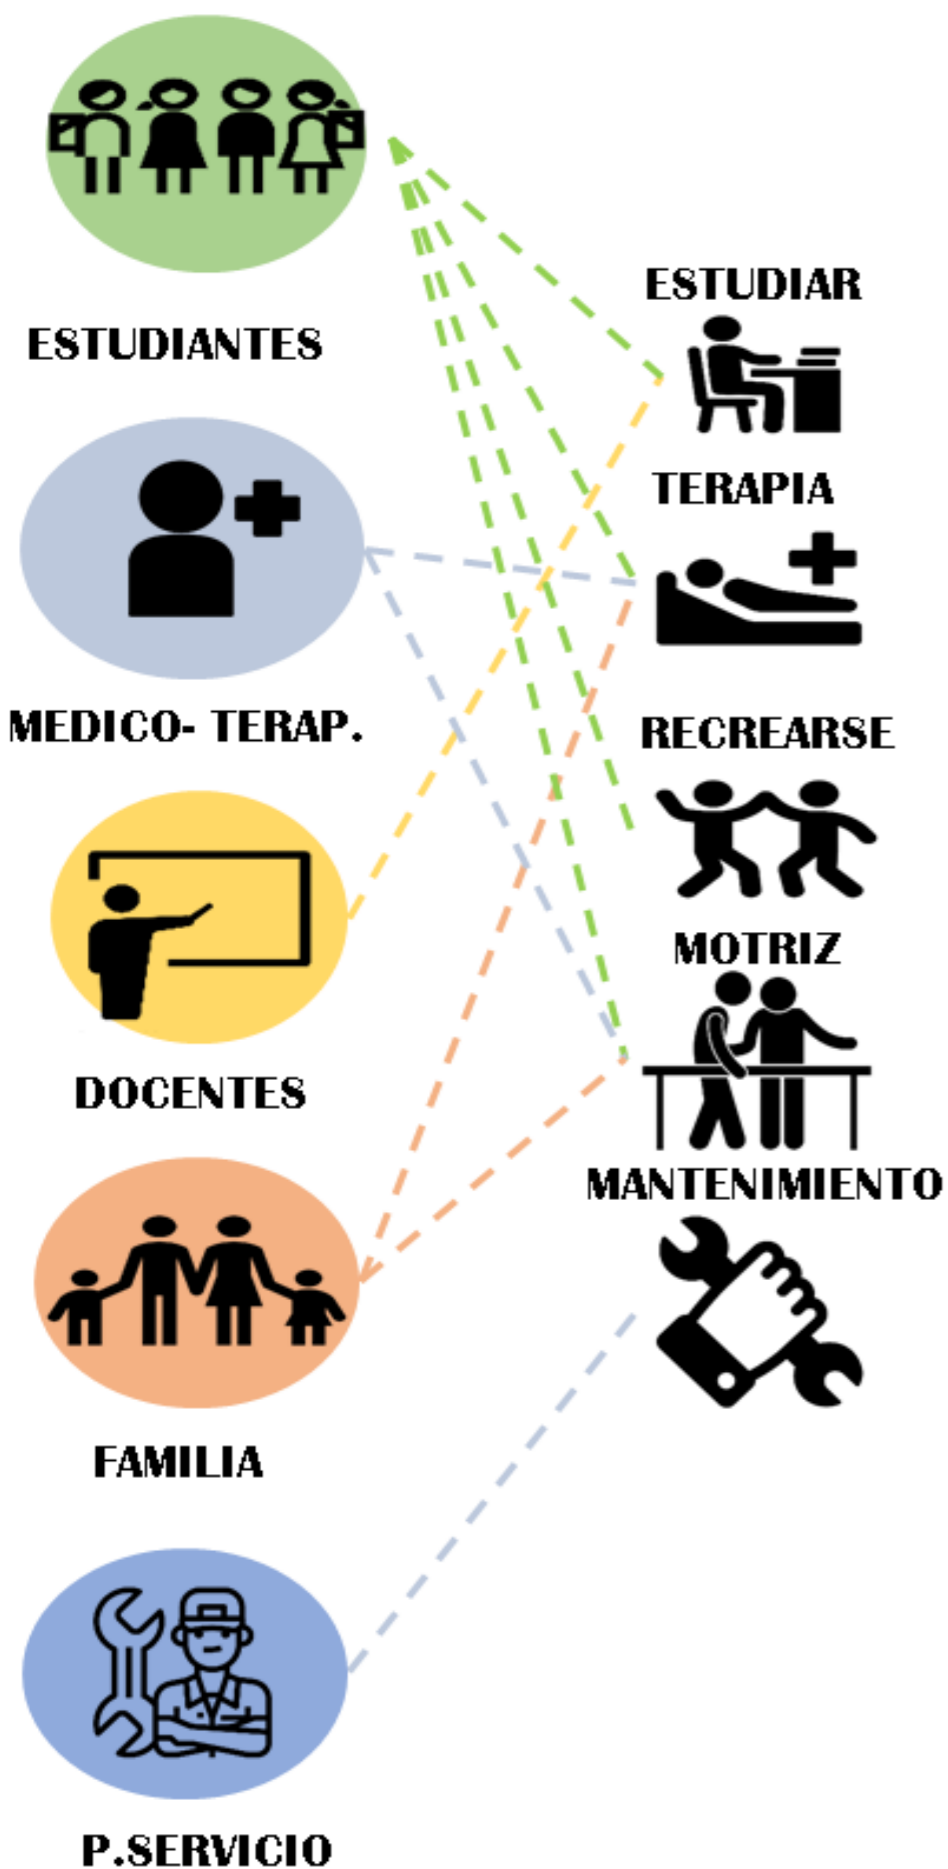 ESTUDIANTES
MEDICO- TERAP.
DOCENTES
FAMILIA
P.SERVICIO
ESTUDIAR
TERAPIA
RECREARSE
MOTRIZ
MANTENIMIENTO